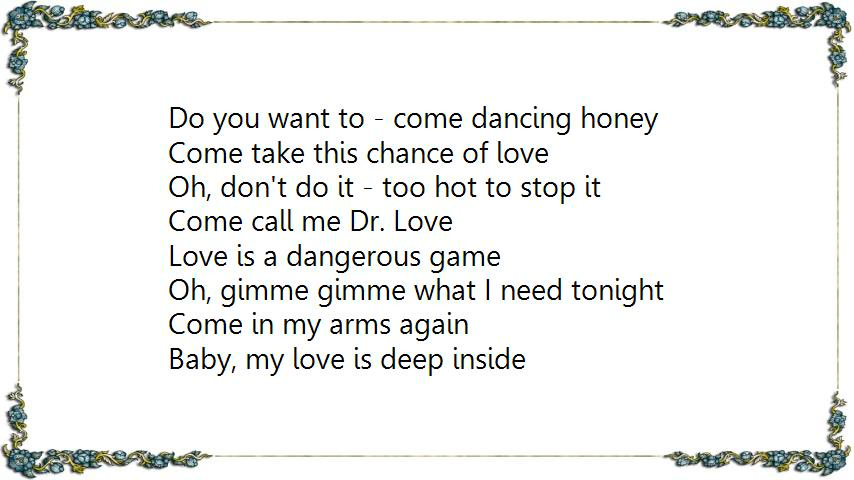 Do you want to - come dancing honey
Come take this chance of love
Oh, don't do it - too hot to stop it
Come call me Dr. Love
Love is a dangerous game
Oh, gimme gimme what I need tonight
Come in my arms again
Baby, my love is deep inside